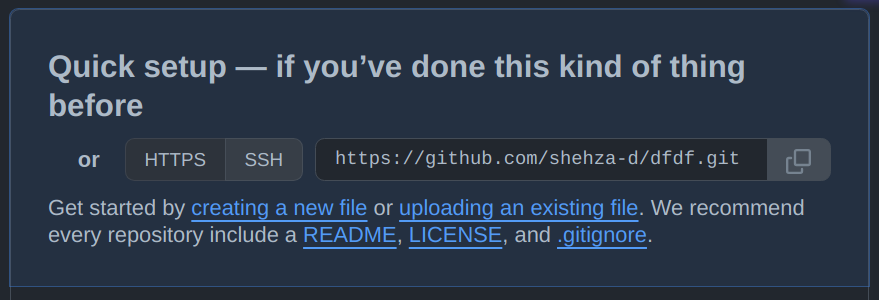 Quick setup — if you’ve done this kind of thing
before
or HTTPS SSH https://github.com/shehza-d/dfdf.git
Get started by creating a new file or uploading an existing file. We recommend
every repository include a README, LICENSE, and .gitignore.